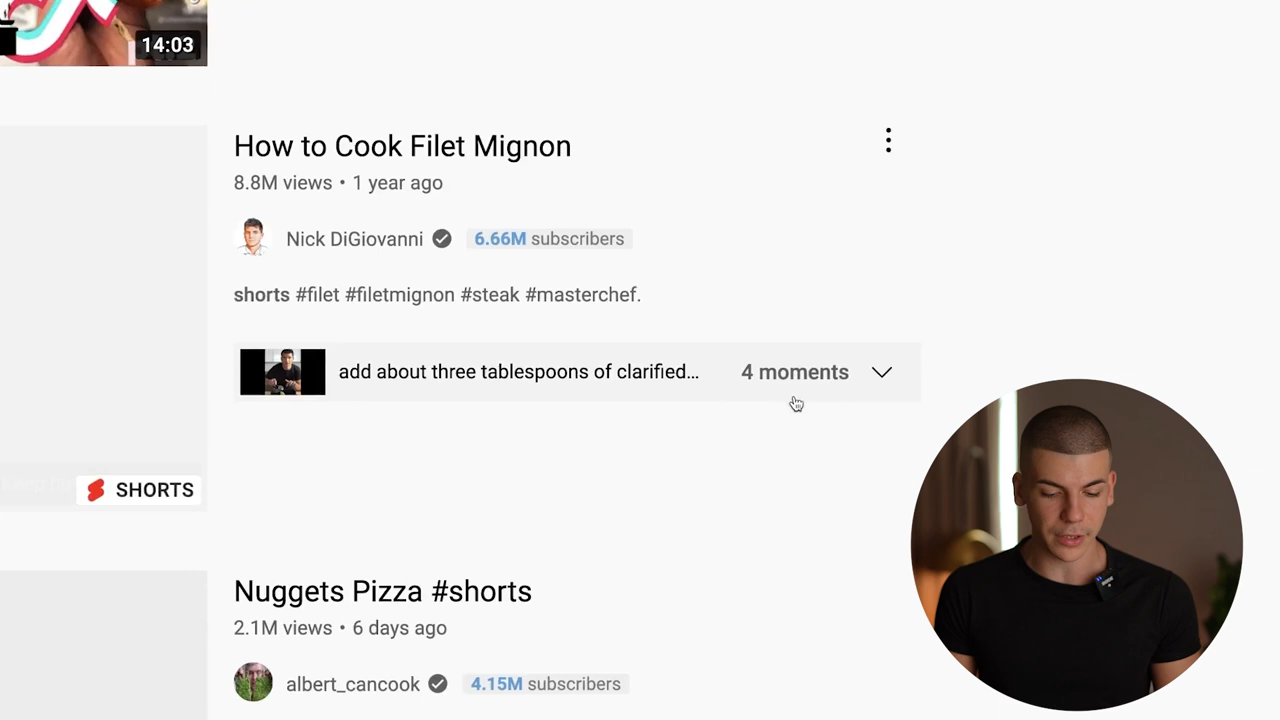 14:03
How to Cook Filet Mignon
8.8M views • 1 year ago
Nick DiGiovanni 6.66M subscribers
shorts #filet #filetmignon #steak #masterchef.
add about three tablespoons of clarified... 4 moments
SHORTS
Nuggets Pizza #shorts
2.1M views • 6 days ago
albert_cancook 4.15M subscribers